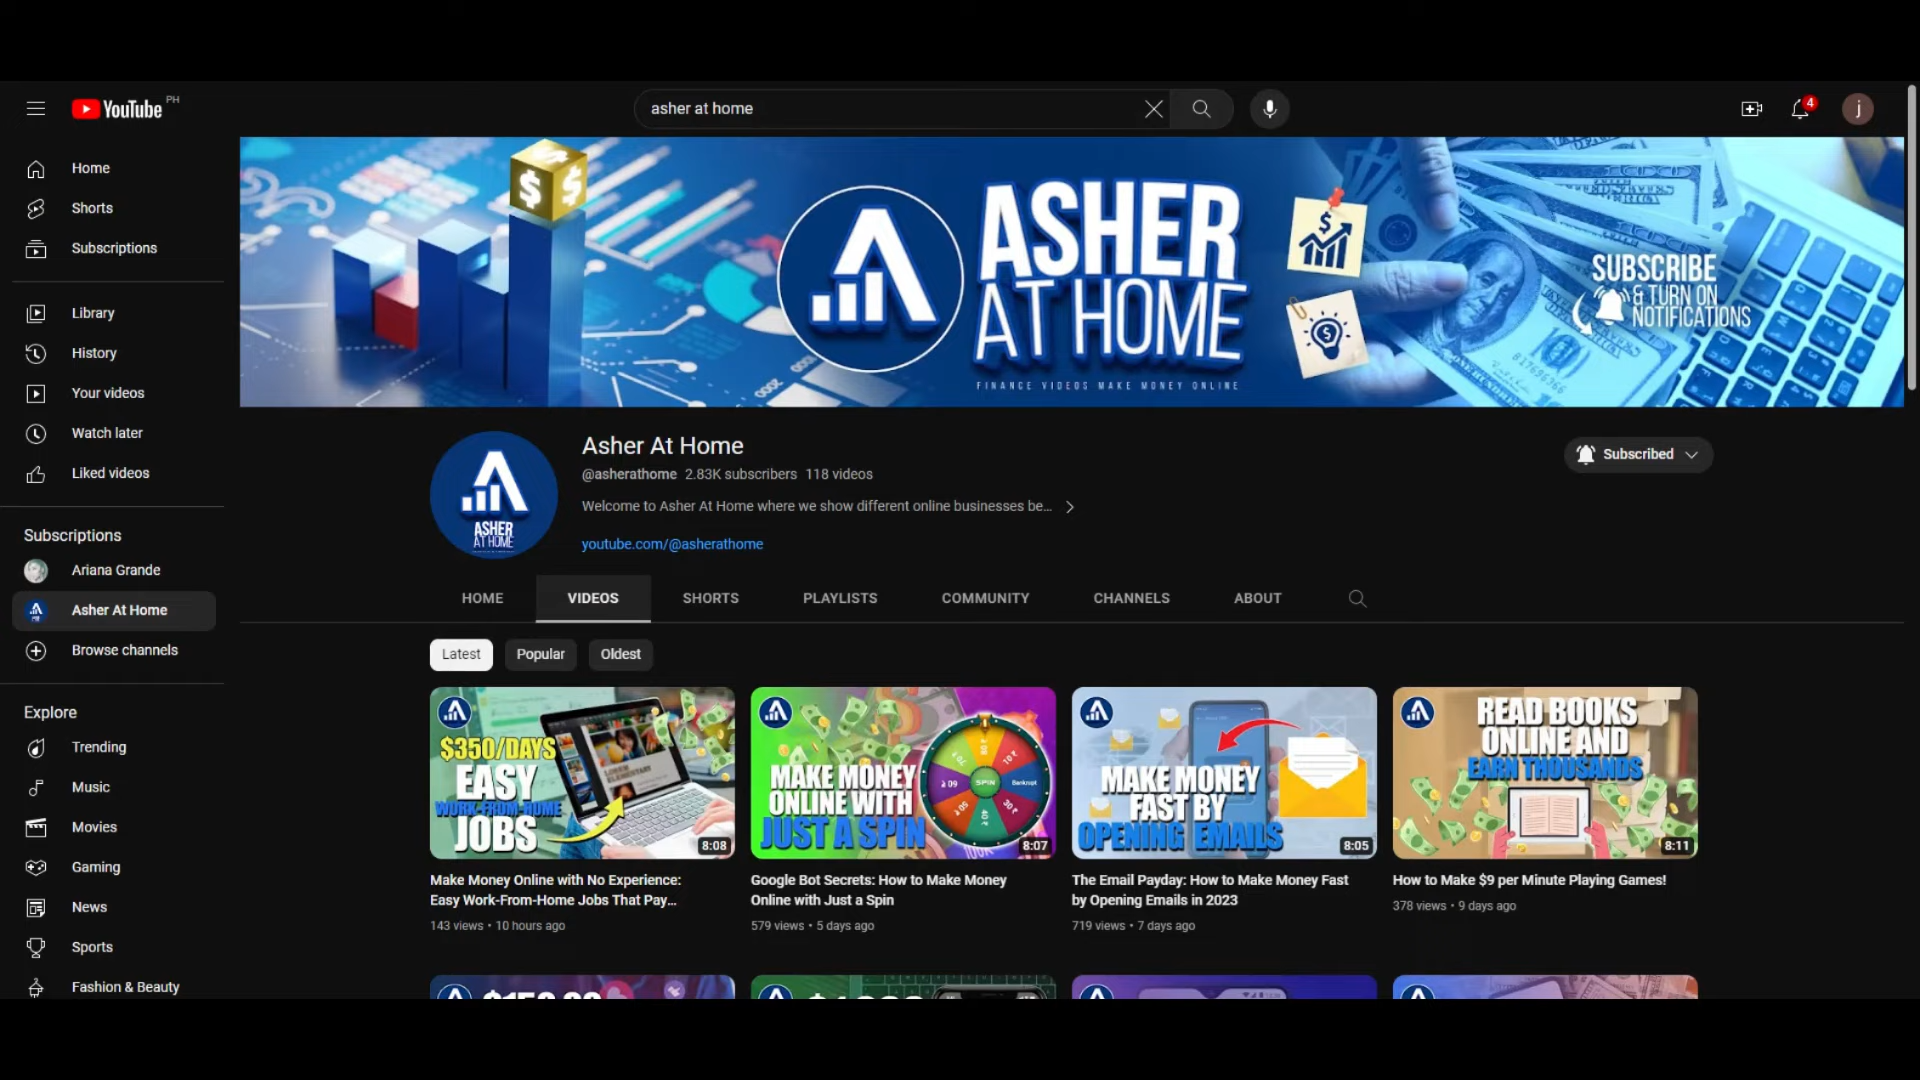 YouTube PH
asher at home
4
j
Home
Shorts
Subscriptions
Library
History
Your videos
Watch later
Liked videos
Subscriptions
Ariana Grande
Asher At Home
Browse channels
Explore
Trending
Music
Movies
Gaming
News
Sports
Fashion & Beauty
ASHER
AT HOME
FINANCE VIDEOS MAKE MONEY ONLINE
SUBSCRIBE
& TURN ON
NOTIFICATIONS
ASHER
AT HOME
Asher At Home
@asherathome 2.83K subscribers 118 videos
Welcome to Asher At Home where we show different online businesses be...
youtube.com/@asherathome
Subscribed
HOME
VIDEOS
SHORTS
PLAYLISTS
COMMUNITY
CHANNELS
ABOUT
Latest
Popular
Oldest
$350/DAYS
EASY
WORK-FROM-HOME
JOBS
8:08
Make Money Online with No Experience:
Easy Work-From-Home Jobs That Pay...
143 views • 10 hours ago
MAKE MONEY
ONLINE WITH
JUST A SPIN
SPIN
Bankrupt
8:07
Google Bot Secrets: How to Make Money
Online with Just a Spin
579 views • 5 days ago
MAKE MONEY
FAST BY
OPENING EMAILS
8:05
The Email Payday: How to Make Money Fast
by Opening Emails in 2023
719 views • 7 days ago
READ BOOKS
ONLINE AND
EARN THOUSANDS
8:11
How to Make $9 per Minute Playing Games!
378 views • 9 days ago